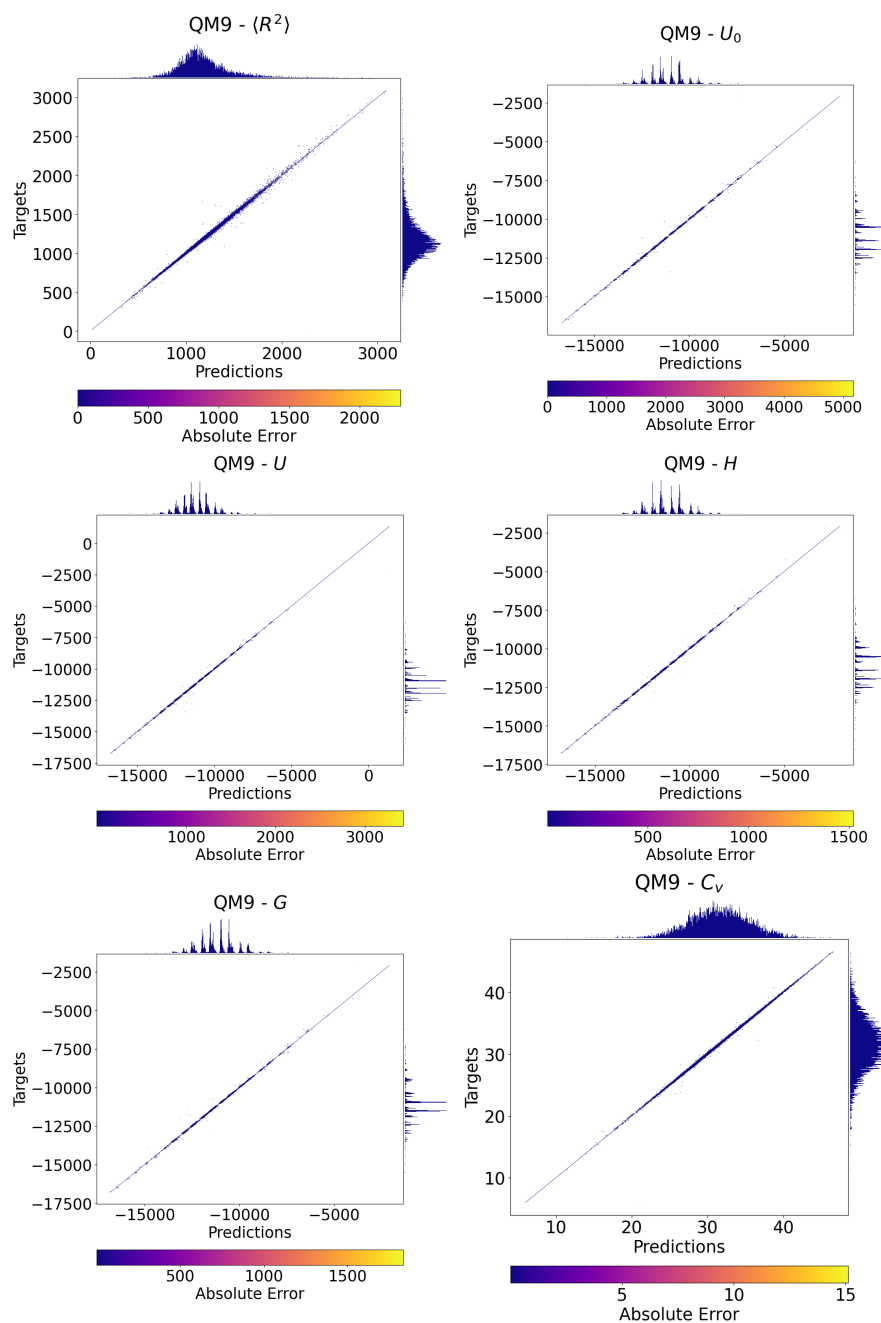 QM9 - ⟨R²⟩
3000
2500
2000
1500
1000
500
0
Targets
0 1000 2000 3000
Predictions
0 500 1000 1500 2000
Absolute Error
QM9 - U₀
−2500
−5000
−7500
−10000
−12500
−15000
Targets
−15000 −10000 −5000
Predictions
0 1000 2000 3000 4000 5000
Absolute Error
QM9 - U
0
−2500
−5000
−7500
−10000
−12500
−15000
−17500
Targets
−15000 −10000 −5000 0
Predictions
1000 2000 3000
Absolute Error
QM9 - H
−2500
−5000
−7500
−10000
−12500
−15000
−17500
Targets
−15000 −10000 −5000
Predictions
500 1000 1500
Absolute Error
QM9 - G
−2500
−5000
−7500
−10000
−12500
−15000
−17500
Targets
−15000 −10000 −5000
Predictions
500 1000 1500
Absolute Error
QM9 - Cᵥ
40
30
20
10
Targets
10 20 30 40
Predictions
5 10 15
Absolute Error